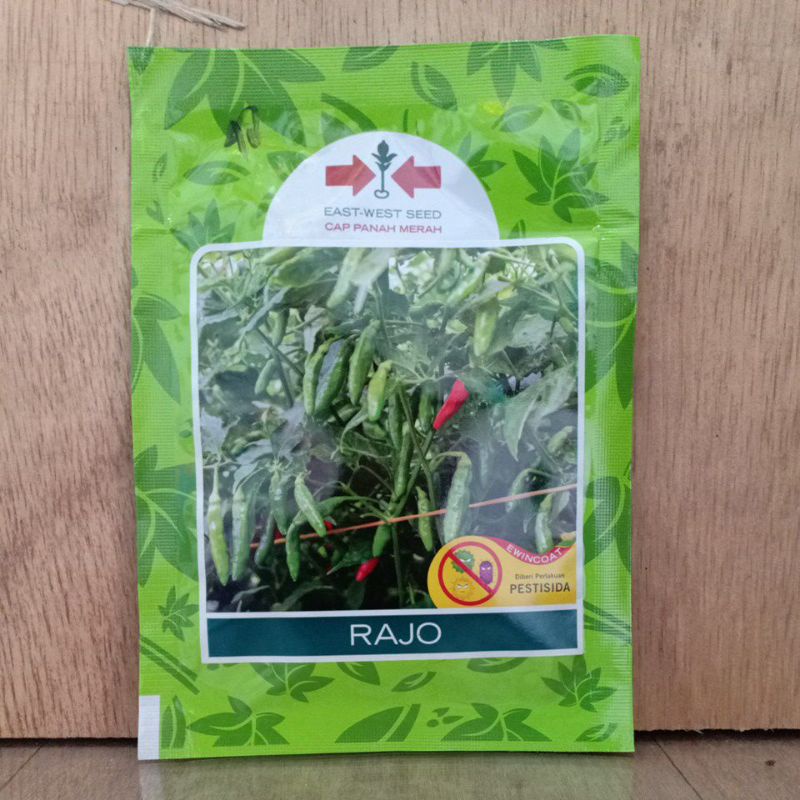 EAST-WEST SEED
CAP PANAH MERAH
EWINCOAT
Diberi Perlakuan
PESTISIDA
RAJO